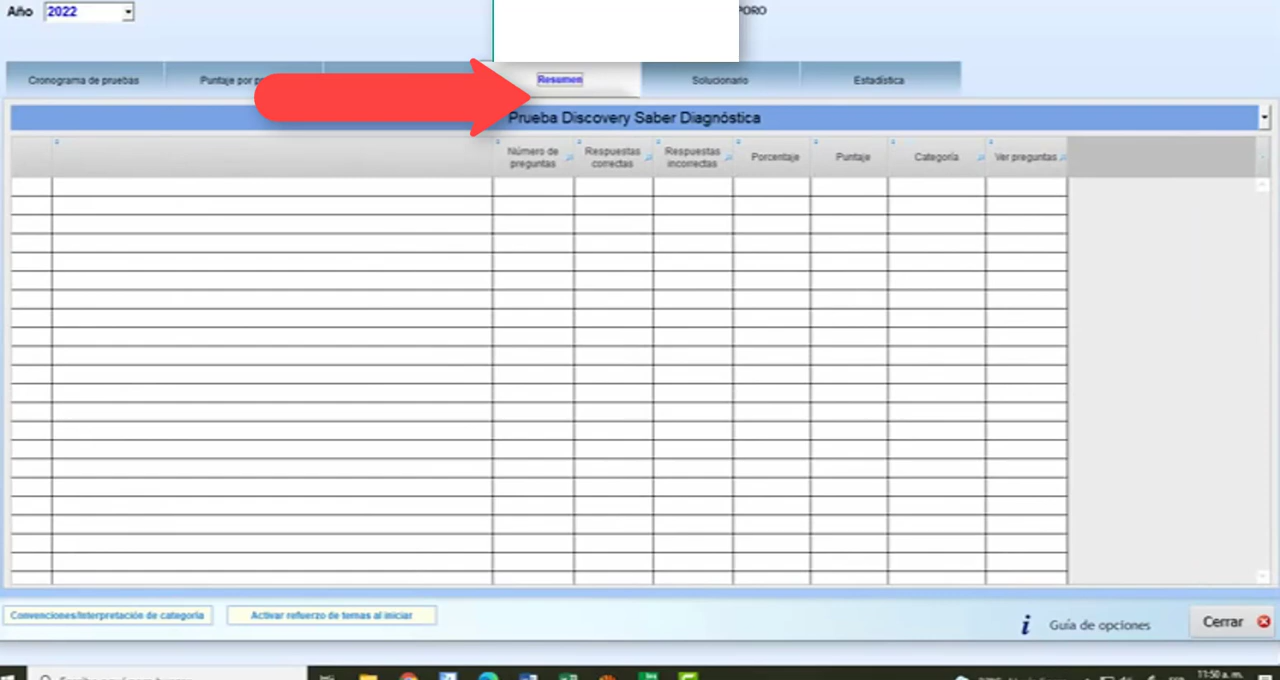 Año 2022
Cronograma de pruebas Puntaje por Resumen Solucionario Estadística
Prueba Discovery Saber Diagnóstica
Número de preguntas Respuestas correctas Respuestas incorrectas Porcentaje Puntaje Categoría Ver preguntas
Convenciones/Interpretación de categoría Activar refuerzo de temas al iniciar
i Guía de opciones Cerrar
11:50 a. m.